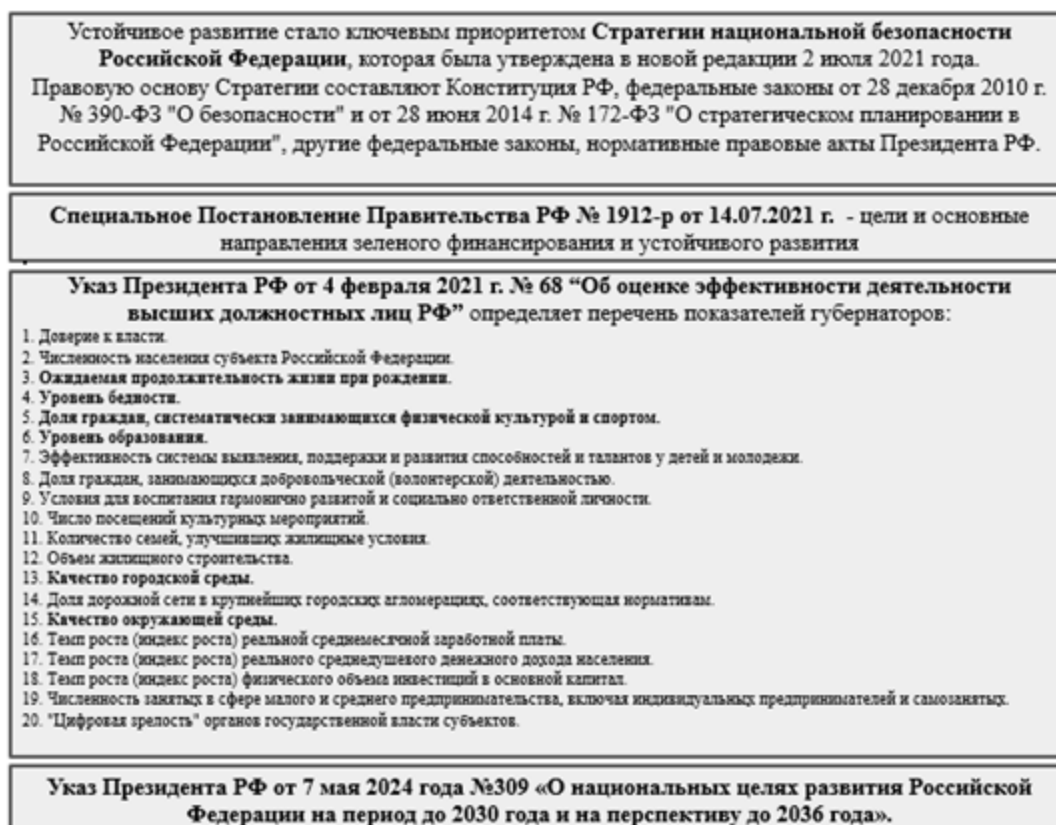 Устойчивое развитие стало ключевым приоритетом Стратегии национальной безопасности
Российской Федерации, которая была утверждена в новой редакции 2 июля 2021 года.
Правовую основу Стратегии составляют Конституция РФ, федеральные законы от 28 декабря 2010 г.
№ 390-ФЗ "О безопасности" и от 28 июня 2014 г. № 172-ФЗ "О стратегическом планировании в
Российской Федерации", другие федеральные законы, нормативные правовые акты Президента РФ.
Специальное Постановление Правительства РФ № 1912-р от 14.07.2021 г. - цели и основные
направления зеленого финансирования и устойчивого развития
Указ Президента РФ от 4 февраля 2021 г. № 68 “Об оценке эффективности деятельности
высших должностных лиц РФ” определяет перечень показателей губернаторов:
1. Доверие к власти.
2. Численность населения субъекта Российской Федерации.
3. Ожидаемая продолжительность жизни при рождении.
4. Уровень бедности.
5. Доля граждан, систематически занимающихся физической культурой и спортом.
6. Уровень образования.
7. Эффективность системы выявления, поддержки и развития способностей и талантов у детей и молодежи.
8. Доля граждан, занимающихся добровольческой (волонтерской) деятельностью.
9. Условия для воспитания гармонично развитой и социально ответственной личности.
10. Число посещений культурных мероприятий.
11. Количество семей, улучшивших жилищные условия.
12. Объем жилищного строительства.
13. Качество городской среды.
14. Доля дорожной сети в крупнейших городских агломерациях, соответствующая нормативам.
15. Качество окружающей среды.
16. Темп роста (индекс роста) реальной среднемесячной заработной платы.
17. Темп роста (индекс роста) реального среднедушевого денежного дохода населения.
18. Темп роста (индекс роста) физического объема инвестиций в основной капитал.
19. Численность занятых в сфере малого и среднего предпринимательства, включая индивидуальных предпринимателей и самозанятых.
20. "Цифровая зрелость" органов государственной власти субъектов.
Указ Президента РФ от 7 мая 2024 года №309 «О национальных целях развития Российской
Федерации на период до 2030 года и на перспективу до 2036 года».